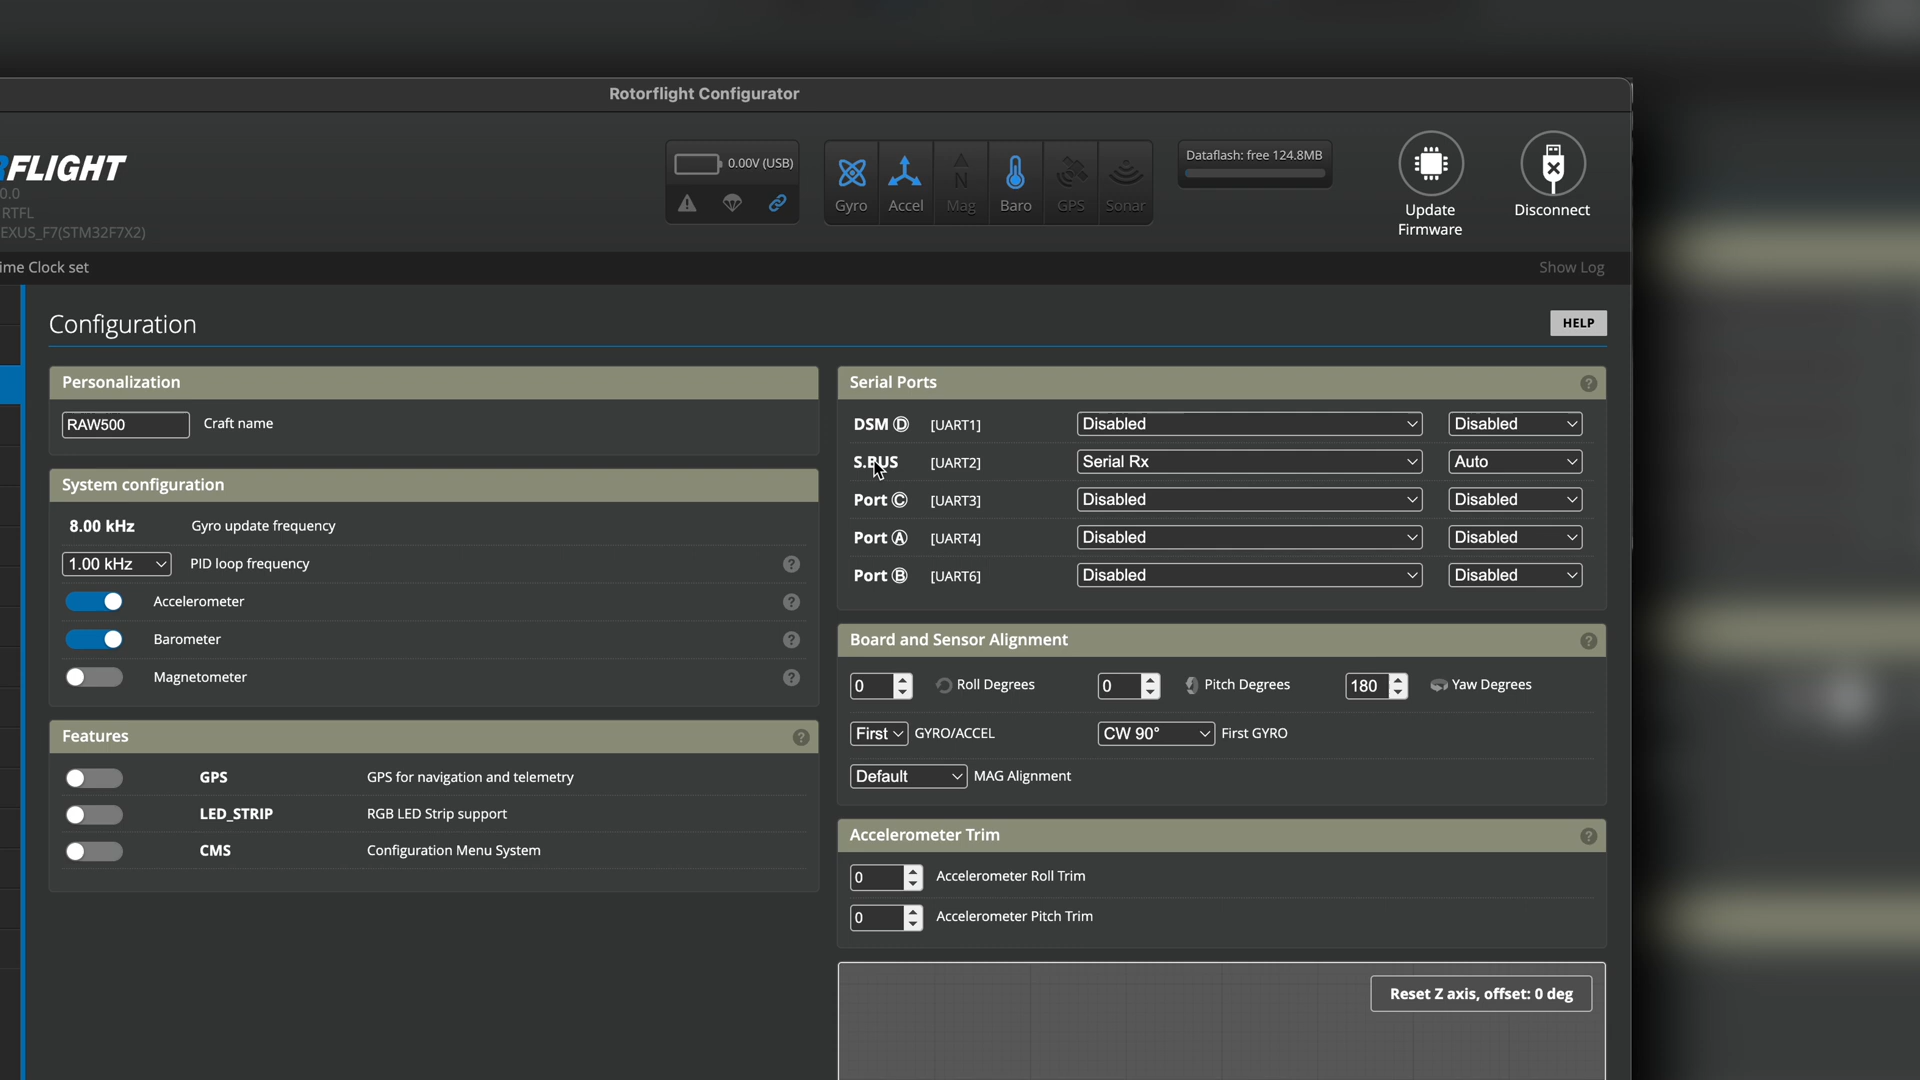 Rotorflight Configurator
FLIGHT
0.0
RTFL
EXUS_F7(STM32F7X2)
0.00V (USB)
Gyro
Accel
N
Mag
Baro
GPS
Sonar
Dataflash: free 124.8MB
Update
Firmware
Disconnect
ime Clock set
Show Log
Configuration
HELP
Personalization
RAW500 Craft name
System configuration
8.00 kHz Gyro update frequency
1.00 kHz PID loop frequency ?
Accelerometer ?
Barometer ?
Magnetometer ?
Features ?
GPS GPS for navigation and telemetry
LED_STRIP RGB LED Strip support
CMS Configuration Menu System
Serial Ports ?
DSM Ⓓ [UART1] Disabled Disabled
S.BUS [UART2] Serial Rx Auto
Port Ⓒ [UART3] Disabled Disabled
Port Ⓐ [UART4] Disabled Disabled
Port Ⓑ [UART6] Disabled Disabled
Board and Sensor Alignment ?
0 Roll Degrees 0 Pitch Degrees 180 Yaw Degrees
First GYRO/ACCEL CW 90° First GYRO
Default MAG Alignment
Accelerometer Trim ?
0 Accelerometer Roll Trim
0 Accelerometer Pitch Trim
Reset Z axis, offset: 0 deg